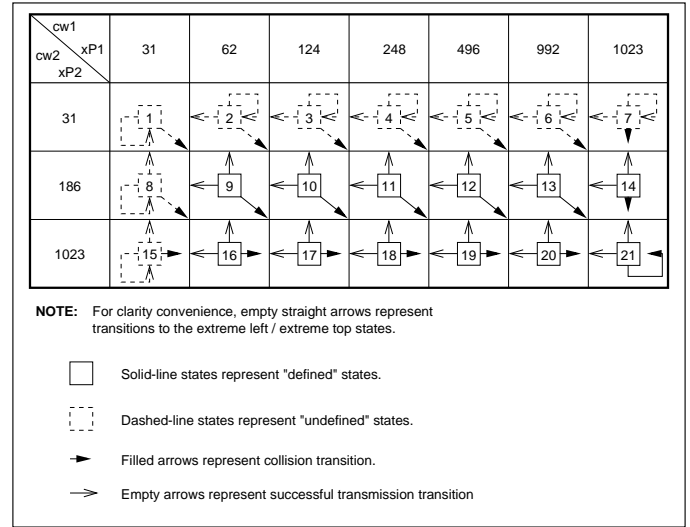 cw1
xP1
cw2
xP2
31 62 124 248 496 992 1023
31 1 2 3 4 5 6 7
186 8 9 10 11 12 13 14
1023 15 16 17 18 19 20 21
NOTE: For clarity convenience, empty straight arrows represent
transitions to the extreme left / extreme top states.
Solid-line states represent "defined" states.
Dashed-line states represent "undefined" states.
Filled arrows represent collision transition.
Empty arrows represent successful transmission transition